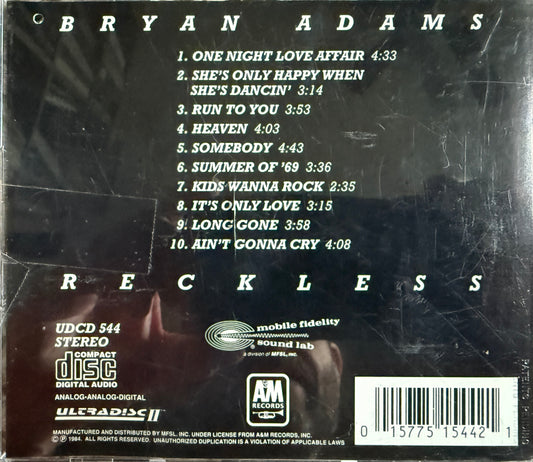 BRYAN ADAMS
1. ONE NIGHT LOVE AFFAIR 4:33
2. SHE'S ONLY HAPPY WHEN
SHE'S DANCIN' 3:14
3. RUN TO YOU 3:53
4. HEAVEN 4:03
5. SOMEBODY 4:43
6. SUMMER OF '69 3:36
7. KIDS WANNA ROCK 2:35
8. IT'S ONLY LOVE 3:15
9. LONG GONE 3:58
10. AIN'T GONNA CRY 4:08
RECKLESS
UDCD 544
STEREO
COMPACT
disc
DIGITAL AUDIO
ANALOG-ANALOG-DIGITAL
ULTRADISC II™
mobile fidelity
sound lab
a division of MFSL, INC.
A&M
RECORDS
0 15775 15442 1
MANUFACTURED AND DISTRIBUTED BY MFSL, INC. UNDER LICENSE FROM A&M RECORDS, INC.
© ℗ 1984. ALL RIGHTS RESERVED. UNAUTHORIZED DUPLICATION IS A VIOLATION OF APPLICABLE LAWS